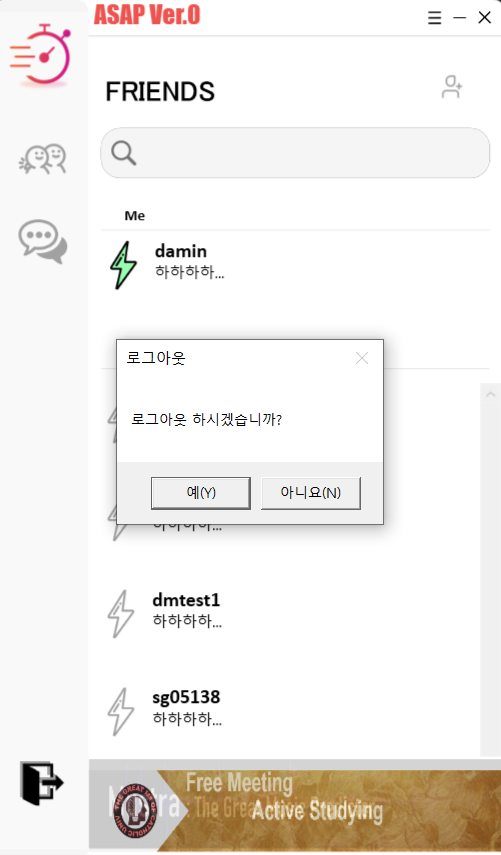 ASAP Ver.0
FRIENDS
Me
damin
하하하하...
로그아웃
로그아웃 하시겠습니까?
예(Y)
아니요(N)
하하하하...
dmtest1
하하하하...
sg05138
하하하하...
Free Meeting
: The Great
Active Studying